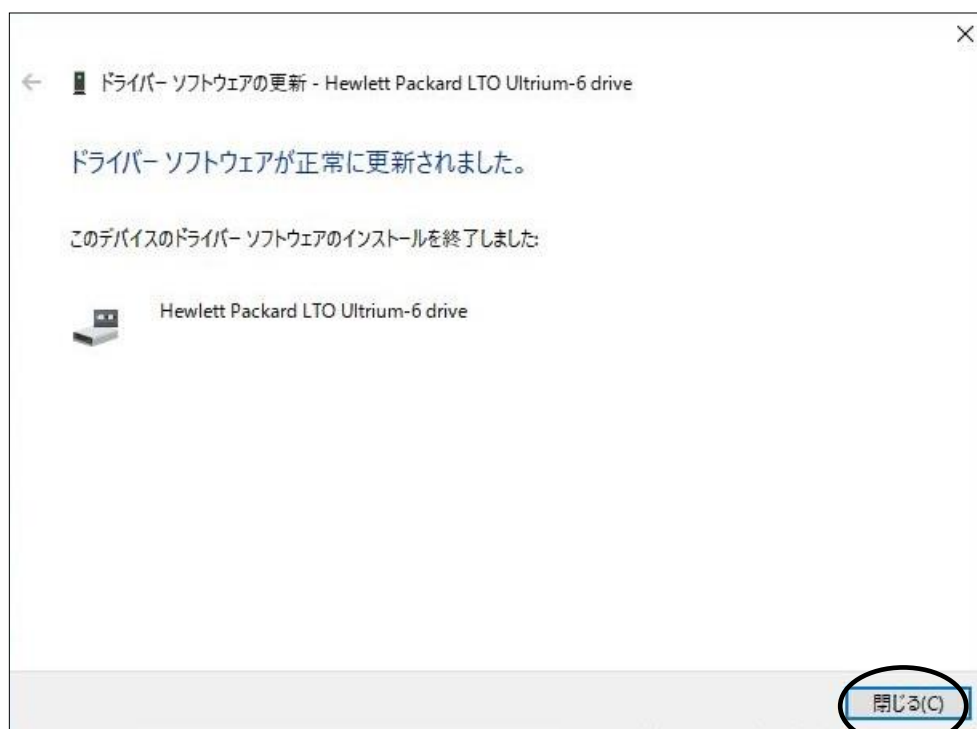 ドライバー ソフトウェアの更新 - Hewlett Packard LTO Ultrium-6 drive
ドライバー ソフトウェアが正常に更新されました。
このデバイスのドライバー ソフトウェアのインストールを終了しました:
Hewlett Packard LTO Ultrium-6 drive
閉じる(C)